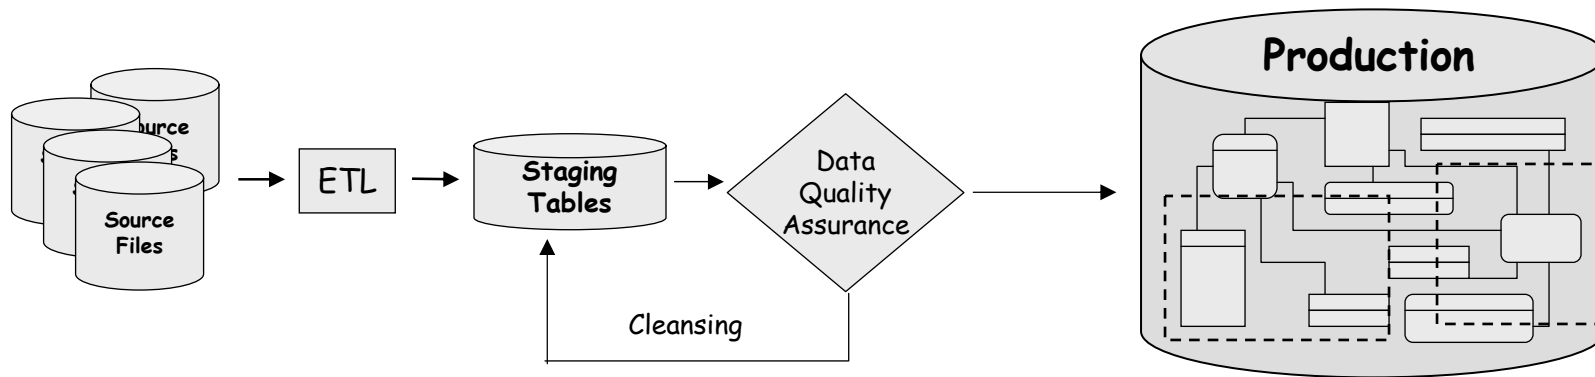 Production
Source
Files
ETL
Staging
Tables
Data
Quality
Assurance
Cleansing